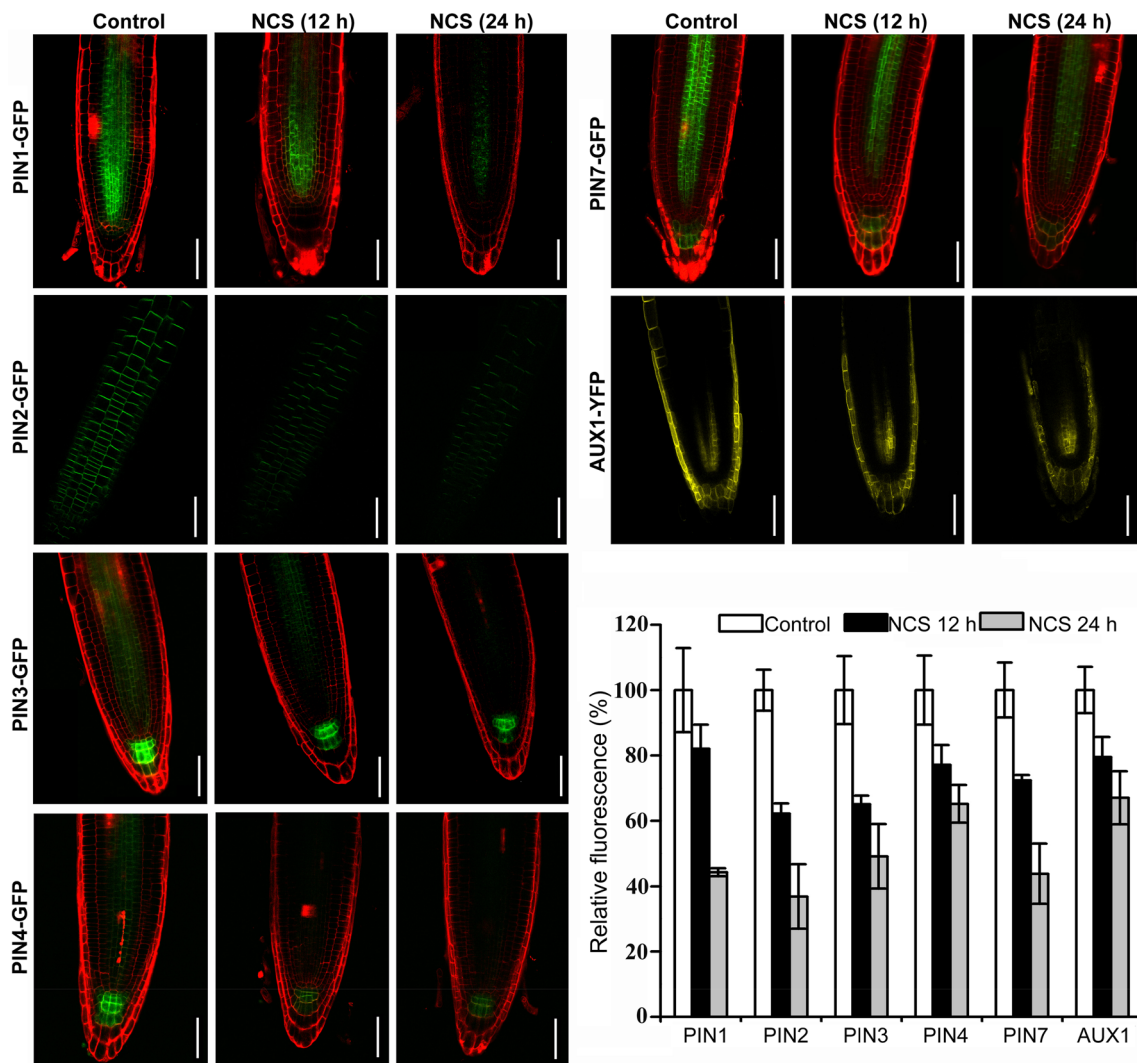 Control NCS (12 h) NCS (24 h)
Control NCS (12 h) NCS (24 h)
PIN1-GFP
PIN7-GFP
PIN2-GFP
AUX1-YFP
PIN3-GFP
PIN4-GFP
Control NCS 12 h NCS 24 h
Relative fluorescence (%)
120
100
80
60
40
20
0
PIN1 PIN2 PIN3 PIN4 PIN7 AUX1